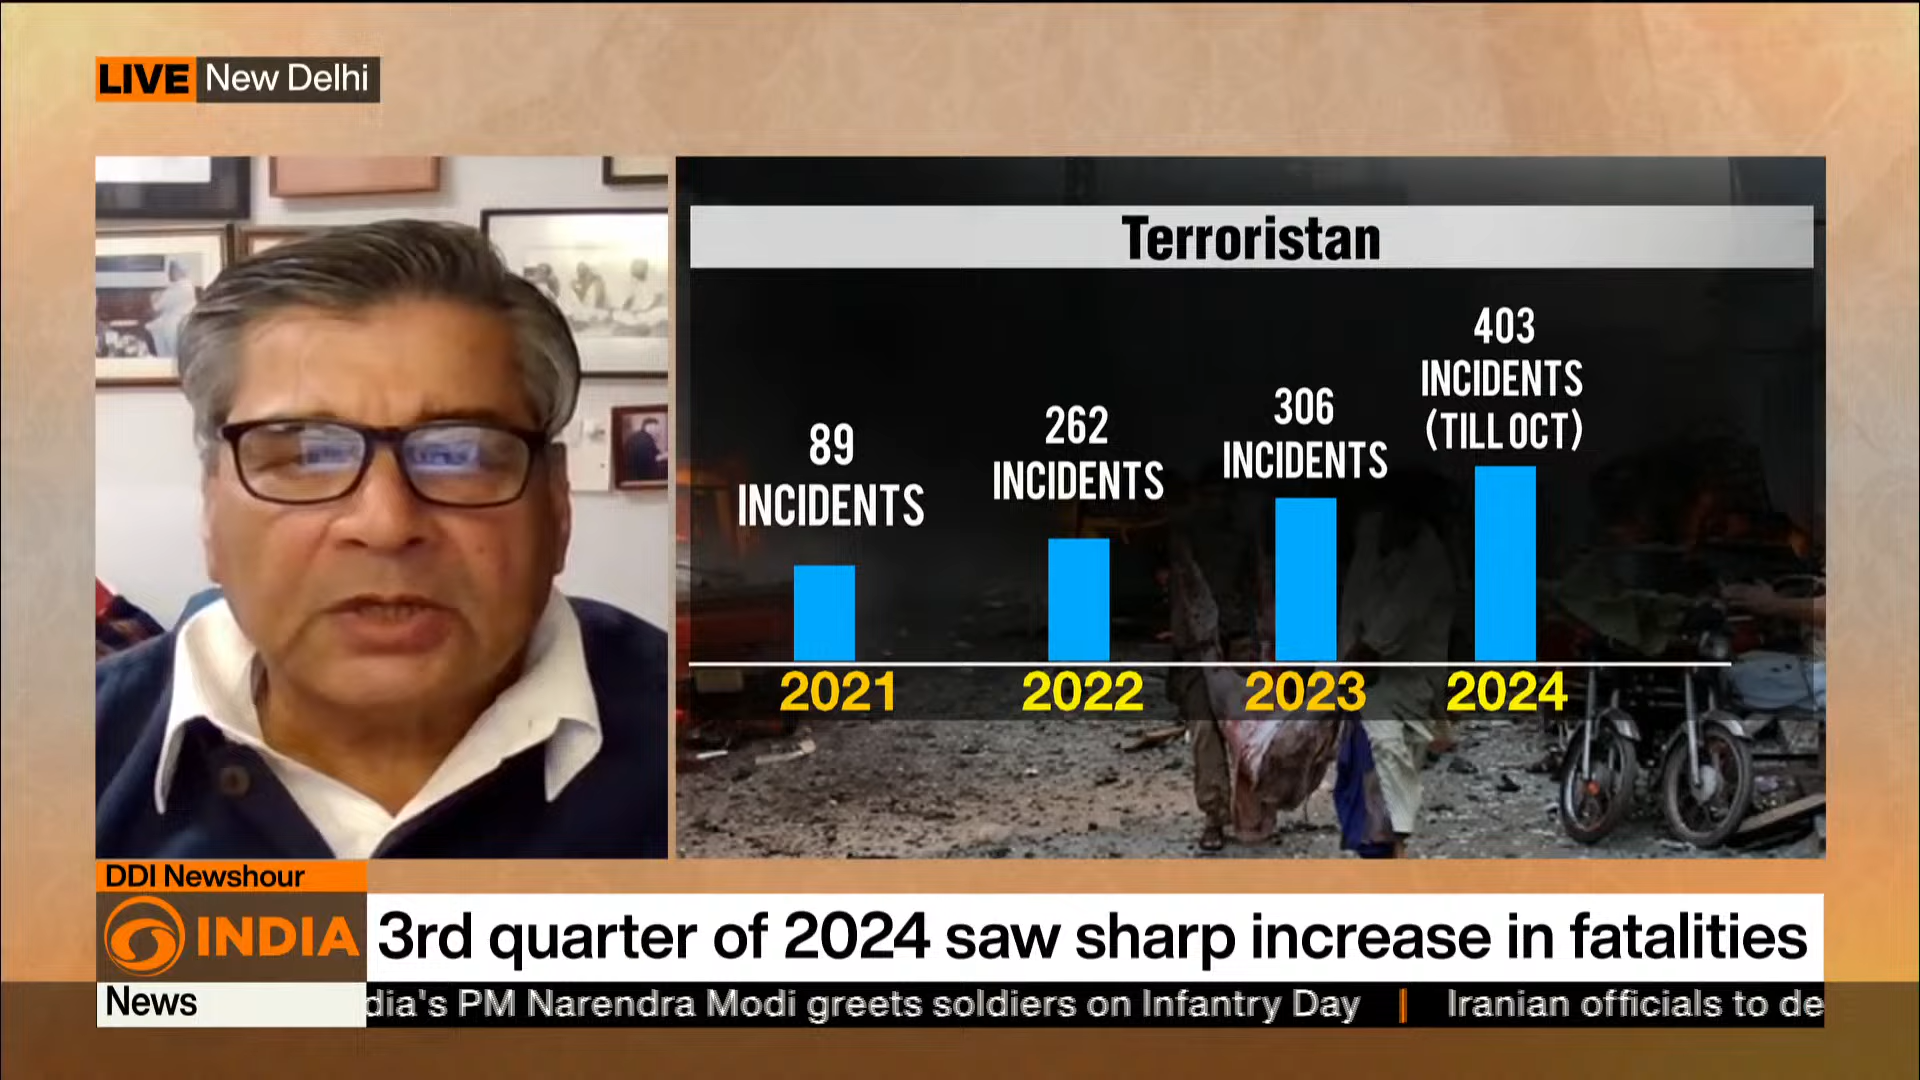 LIVE New Delhi
Terroristan
89
INCIDENTS
262
INCIDENTS
306
INCIDENTS
403
INCIDENTS
(TILL OCT)
2021 2022 2023 2024
DDI Newshour
INDIA
3rd quarter of 2024 saw sharp increase in fatalities
News
dia's PM Narendra Modi greets soldiers on Infantry Day | Iranian officials to de